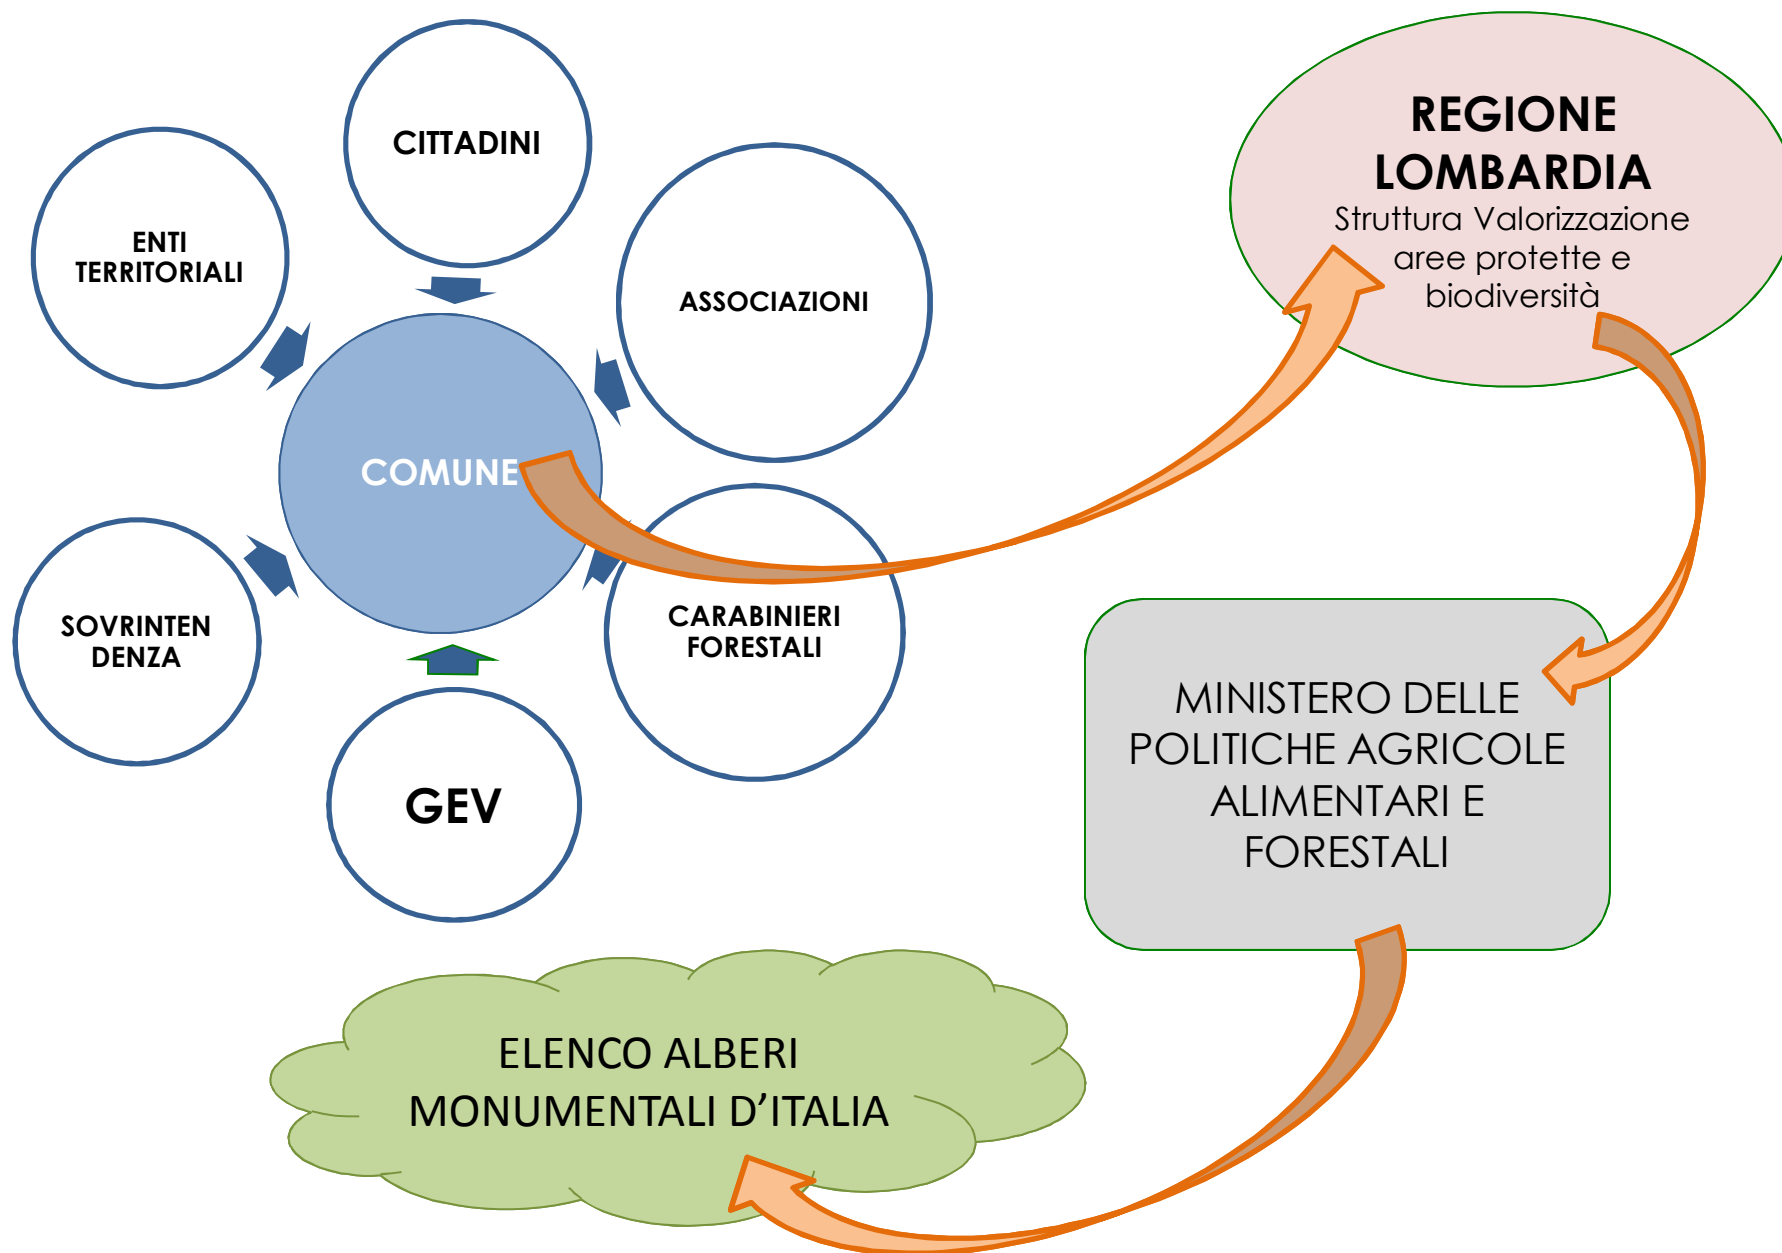 CITTADINI
ENTI
TERRITORIALI
ASSOCIAZIONI
COMUNE
SOVRINTEN
DENZA
CARABINIERI
FORESTALI
GEV
REGIONE
LOMBARDIA
Struttura Valorizzazione
aree protette e
biodiversità
MINISTERO DELLE
POLITICHE AGRICOLE
ALIMENTARI E
FORESTALI
ELENCO ALBERI
MONUMENTALI D’ITALIA